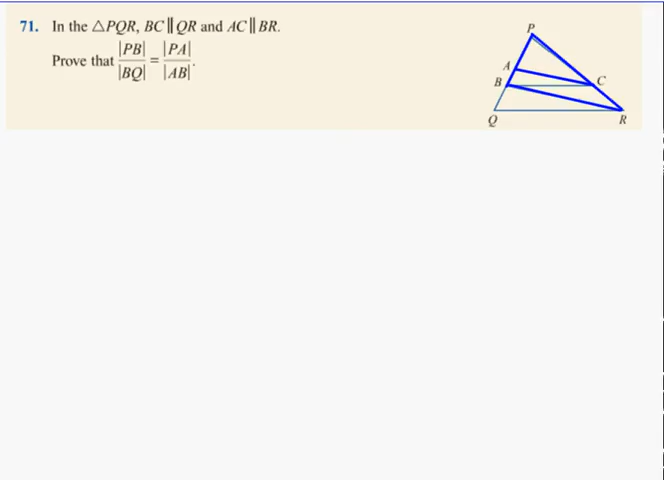 71. In the △PQR, BC || QR and AC || BR.
Prove that |PB|/|BQ| = |PA|/|AB|.
P
A
B
C
Q
R